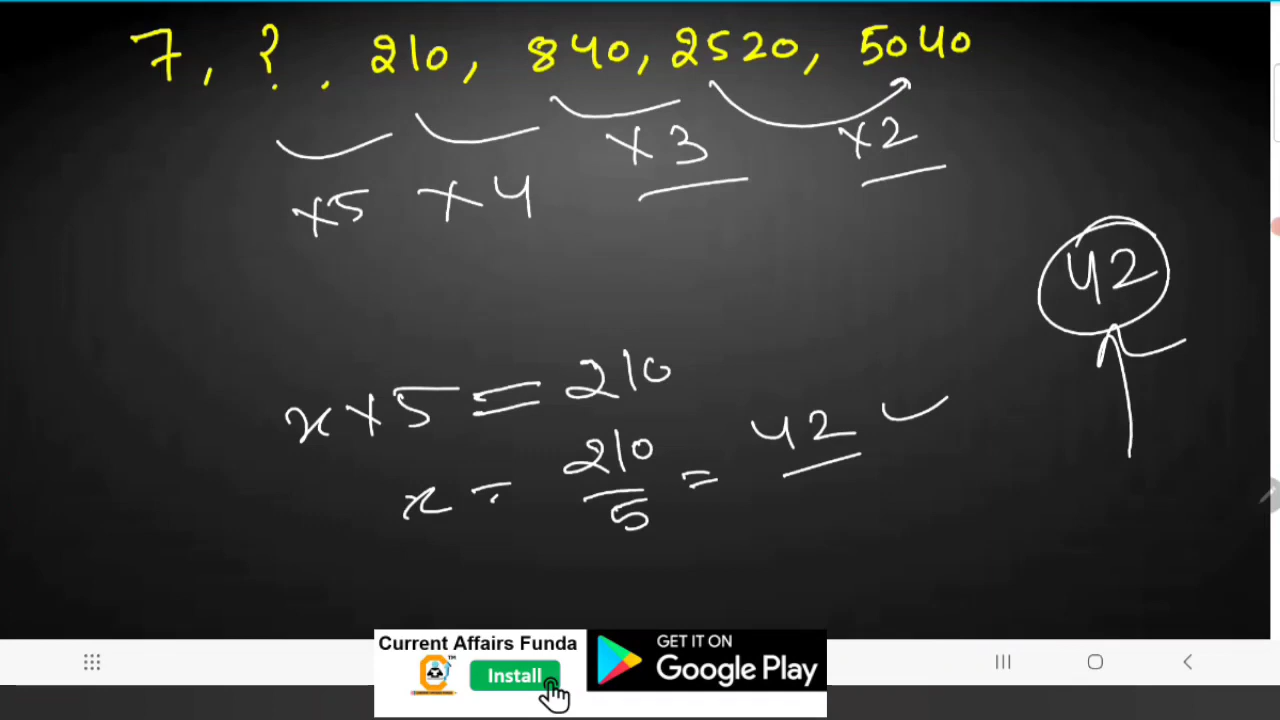 7, ?. 210, 840, 2520, 5040
×5 ×4 ×3 ×2
42
x×5 = 210
x = 210/5 = 42 ✓
Current Affairs Funda
Install
GET IT ON
Google Play